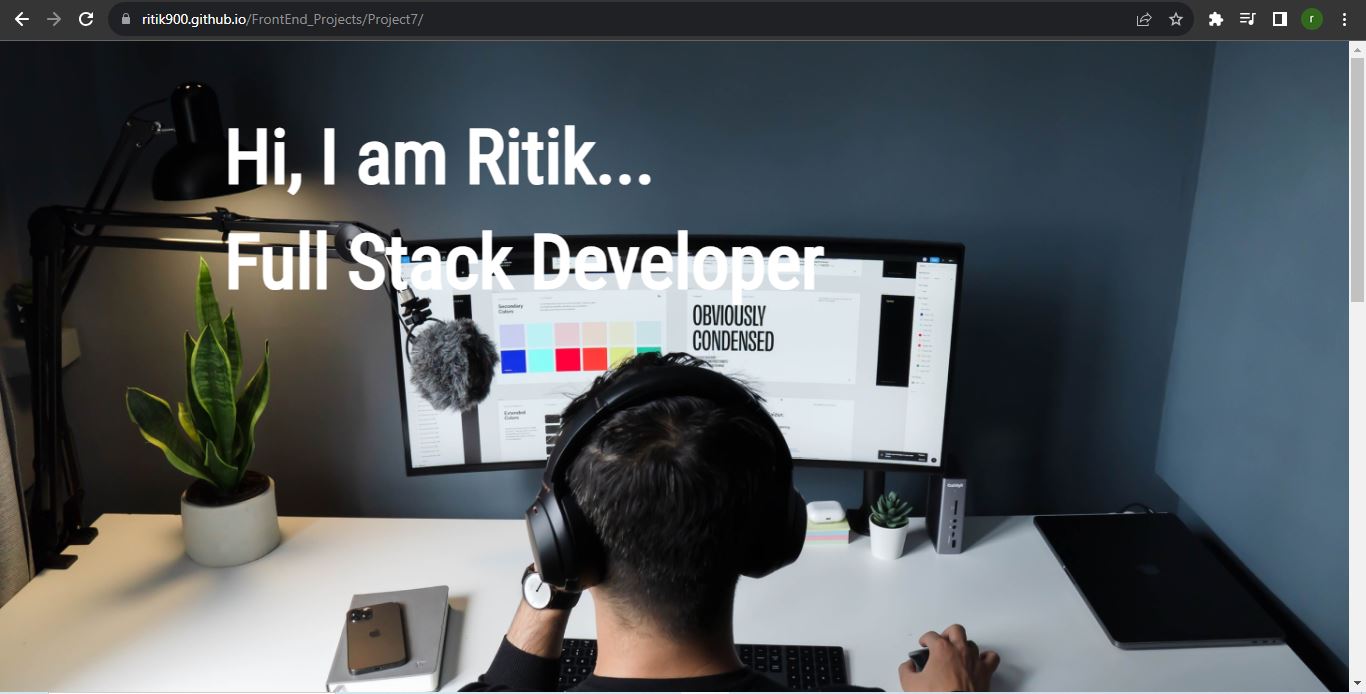 ritik900.github.io/FrontEnd_Projects/Project7/
r
Hi, I am Ritik...
Full Stack Developer
Secondary
Colors
OBVIOUSLY
CONDENSED
Extended
Colors